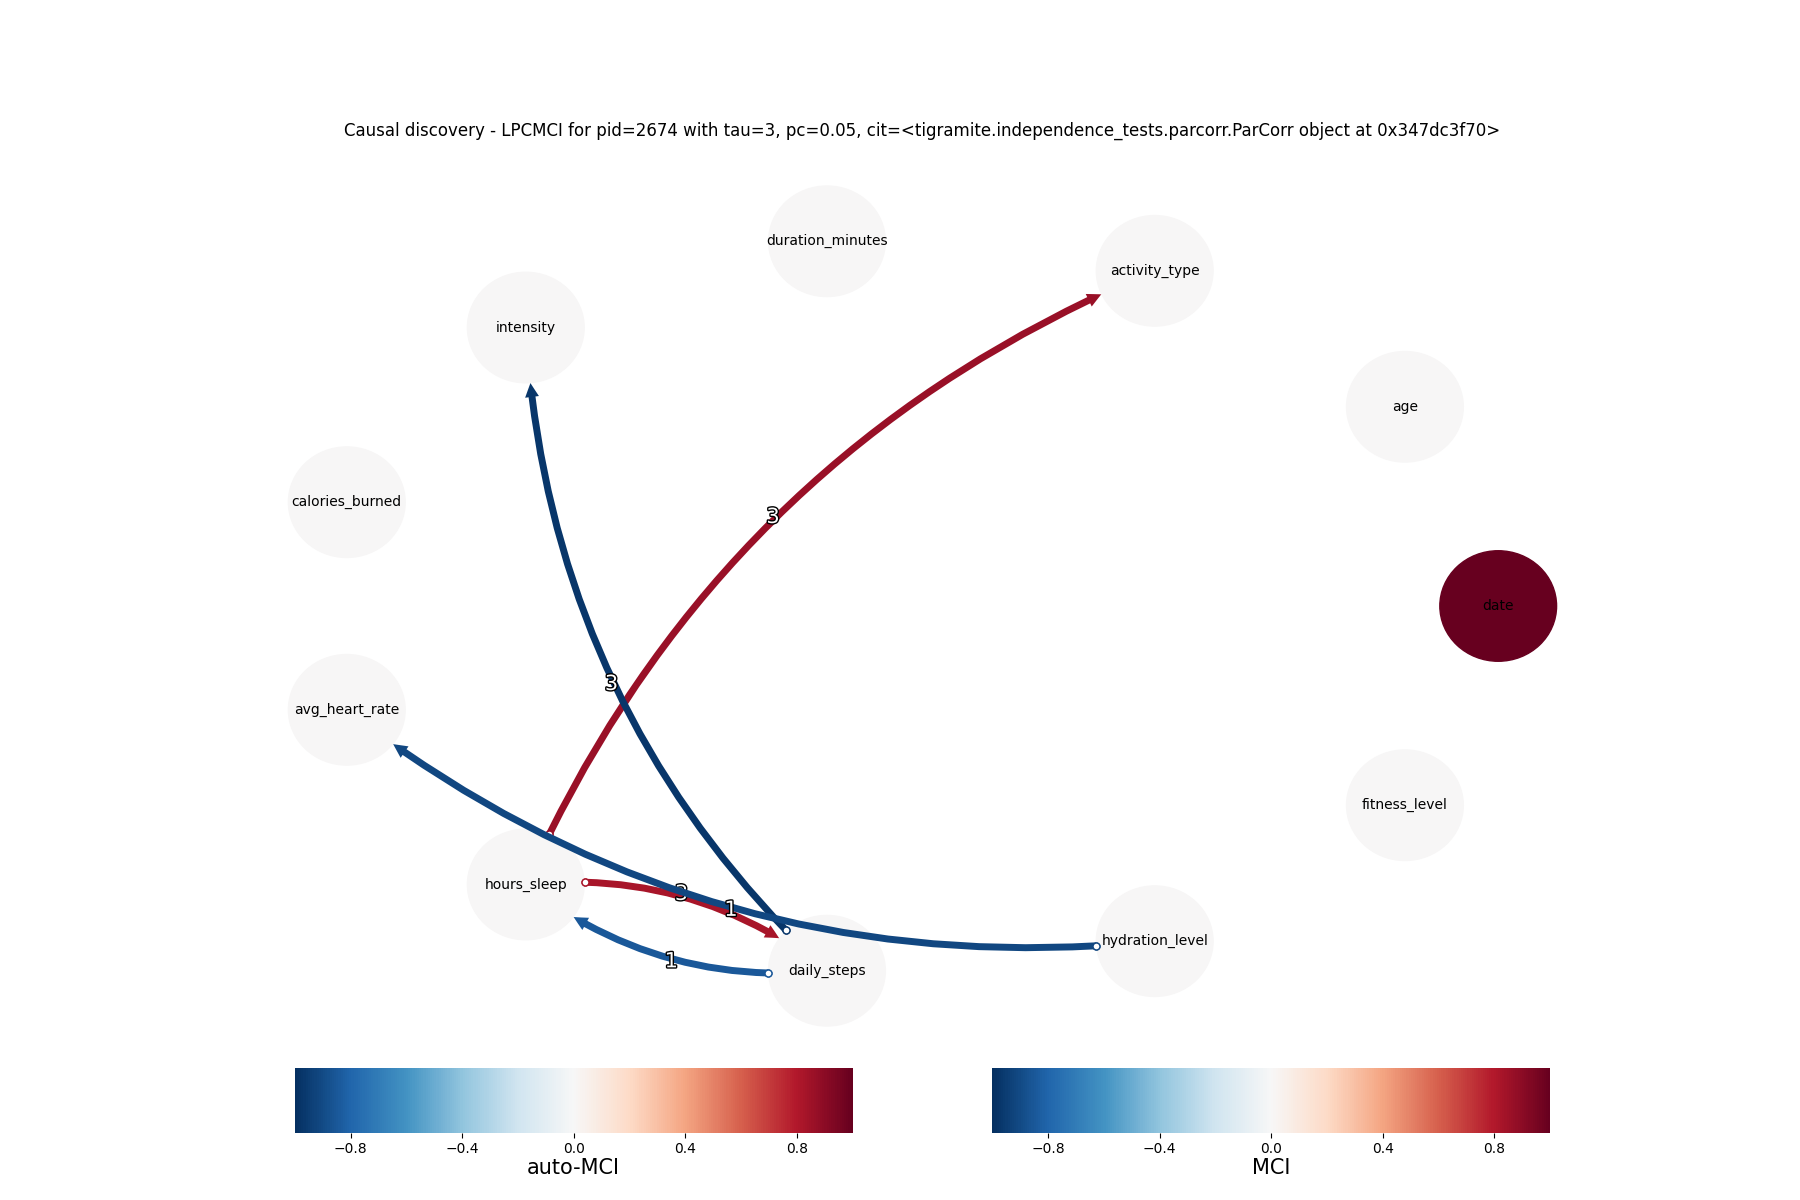 Causal discovery - LPCMCI for pid=2674 with tau=3, pc=0.05, cit=<tigramite.independence_tests.parcorr.ParCorr object at 0x347dc3f70>
duration_minutes
activity_type
intensity
age
calories_burned
3
date
3
avg_heart_rate
fitness_level
hours_sleep
3
1
hydration_level
1
daily_steps
−0.8 −0.4 0.0 0.4 0.8
auto-MCI
−0.8 −0.4 0.0 0.4 0.8
MCI